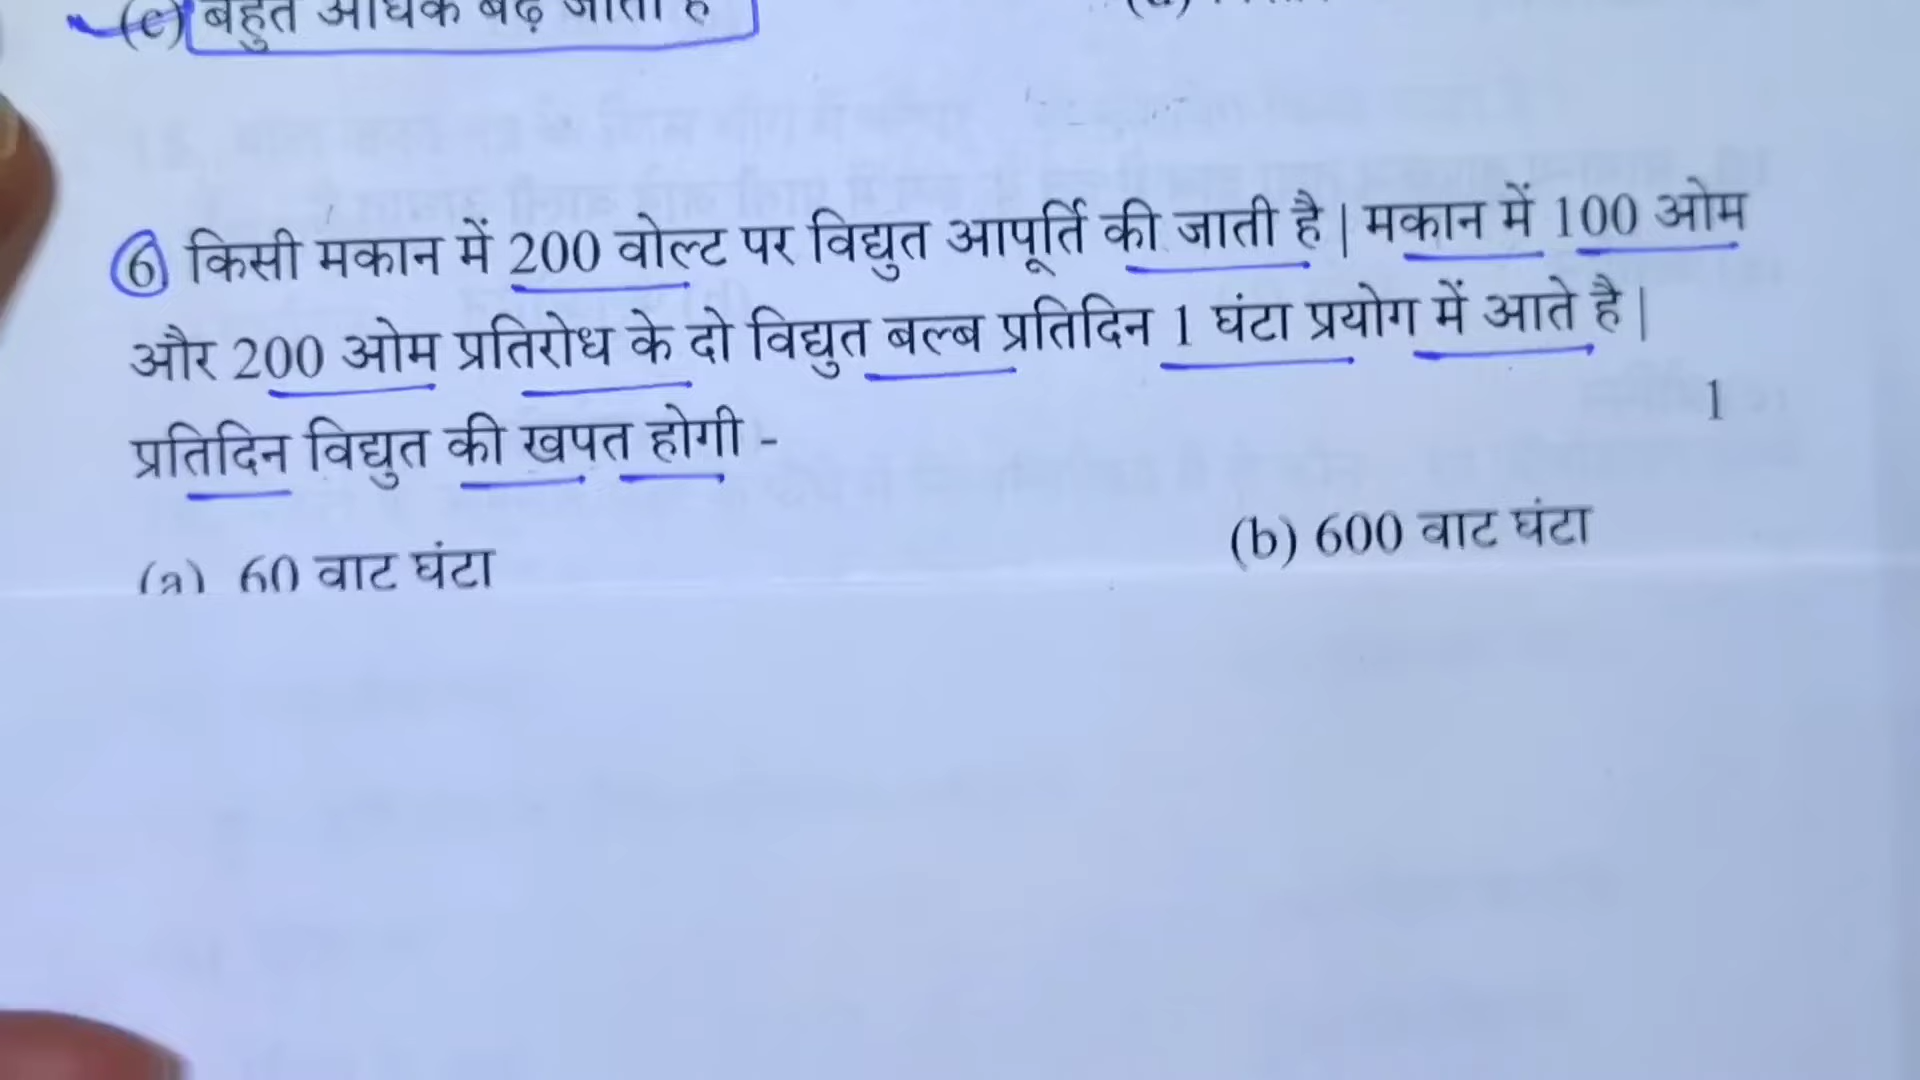 (c) बहुत अधिक बढ़ जाता है
6 किसी मकान में 200 वोल्ट पर विद्युत आपूर्ति की जाती है | मकान में 100 ओम
और 200 ओम प्रतिरोध के दो विद्युत बल्ब प्रतिदिन 1 घंटा प्रयोग में आते है |
1
प्रतिदिन विद्युत की खपत होगी -
(a) 60 वाट घंटा (b) 600 वाट घंटा